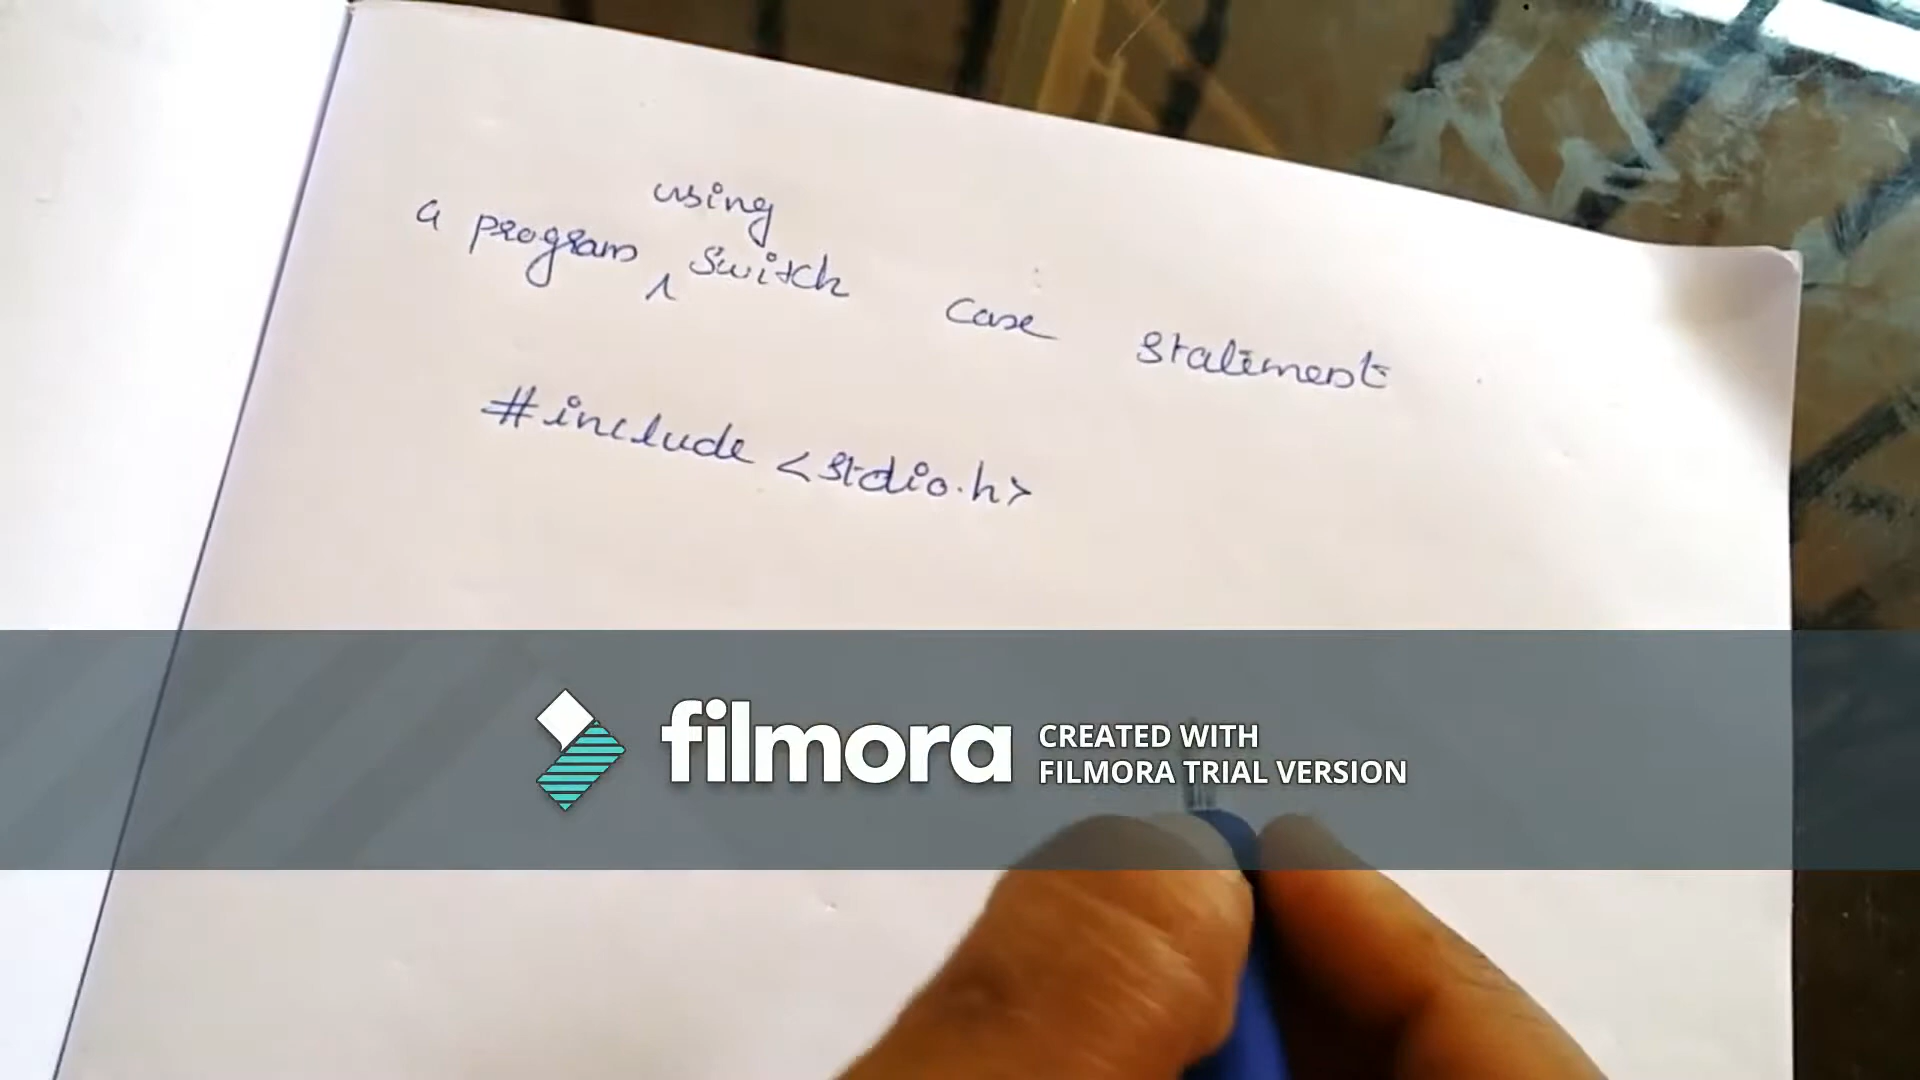 using
a program ^ switch case statement
#include <stdio.h>
filmora
CREATED WITH
FILMORA TRIAL VERSION